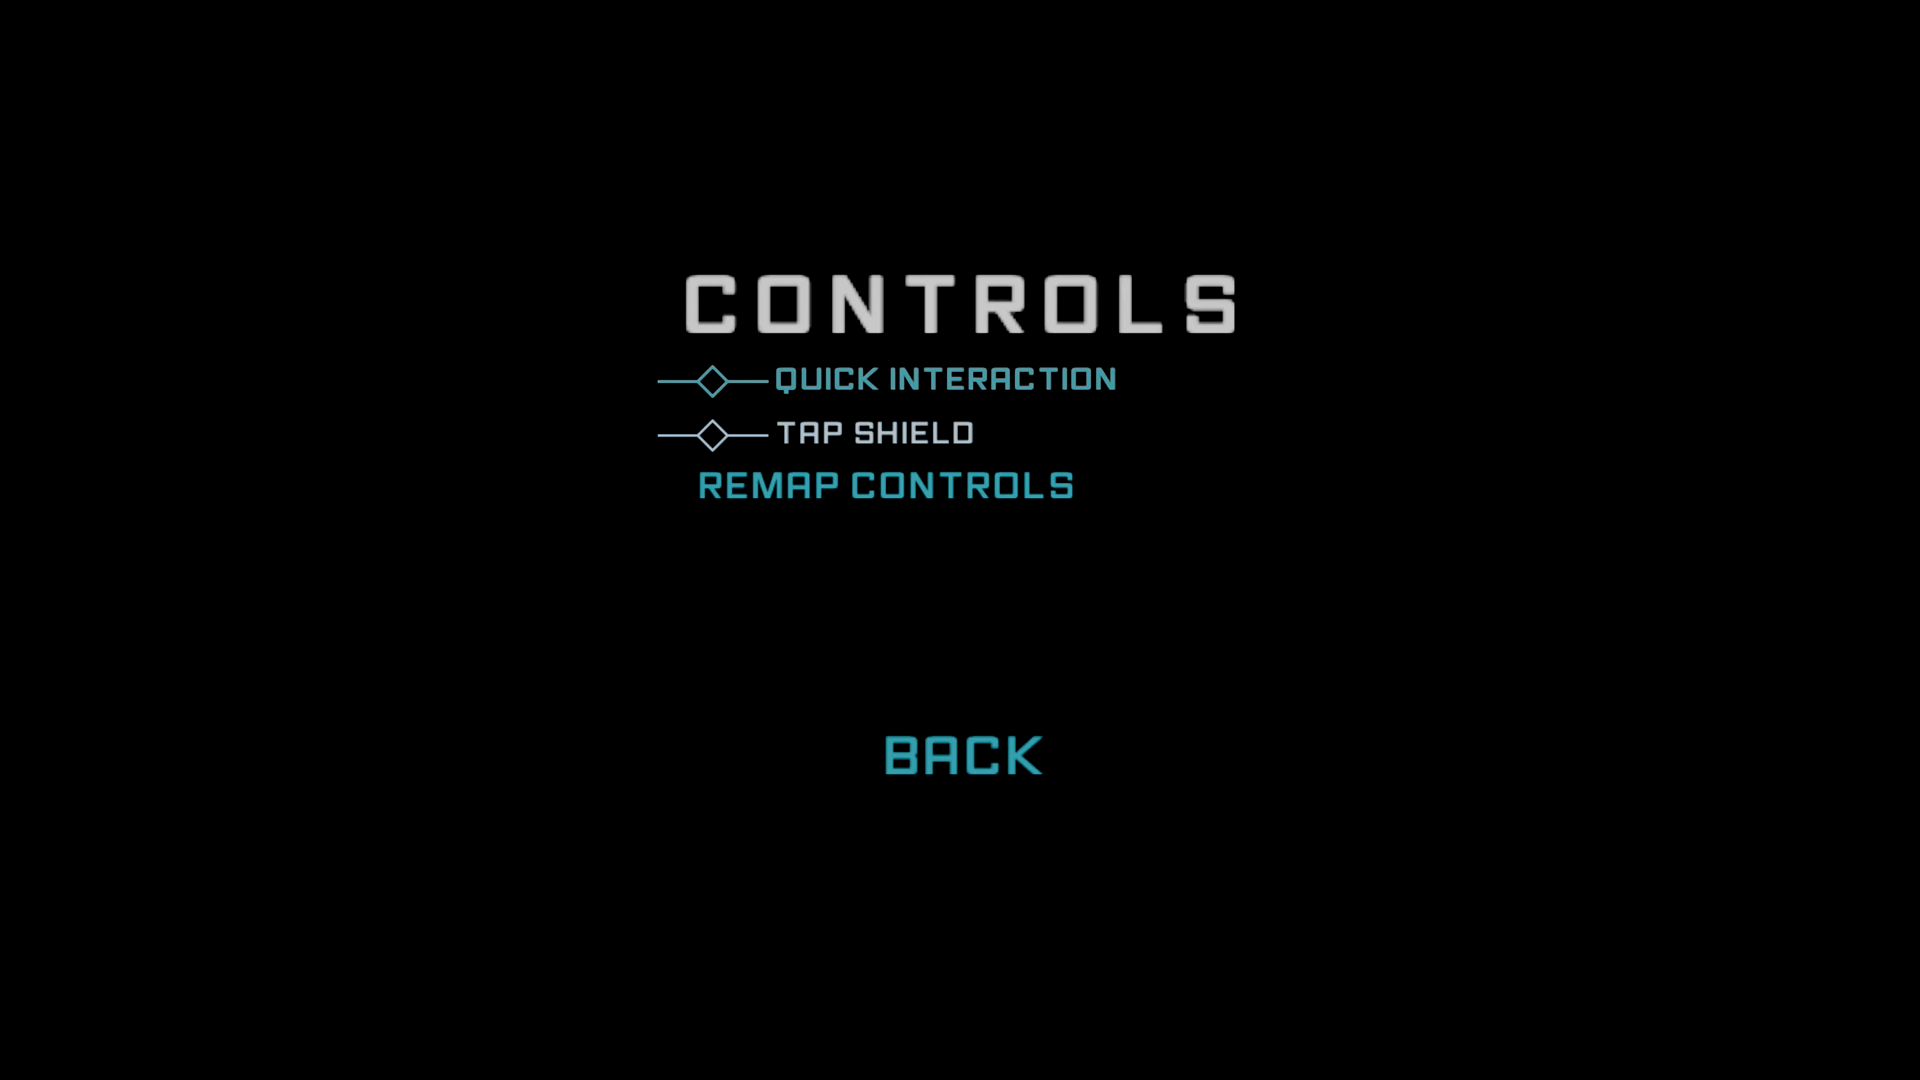 CONTROLS
QUICK INTERACTION
TAP SHIELD
REMAP CONTROLS
BACK